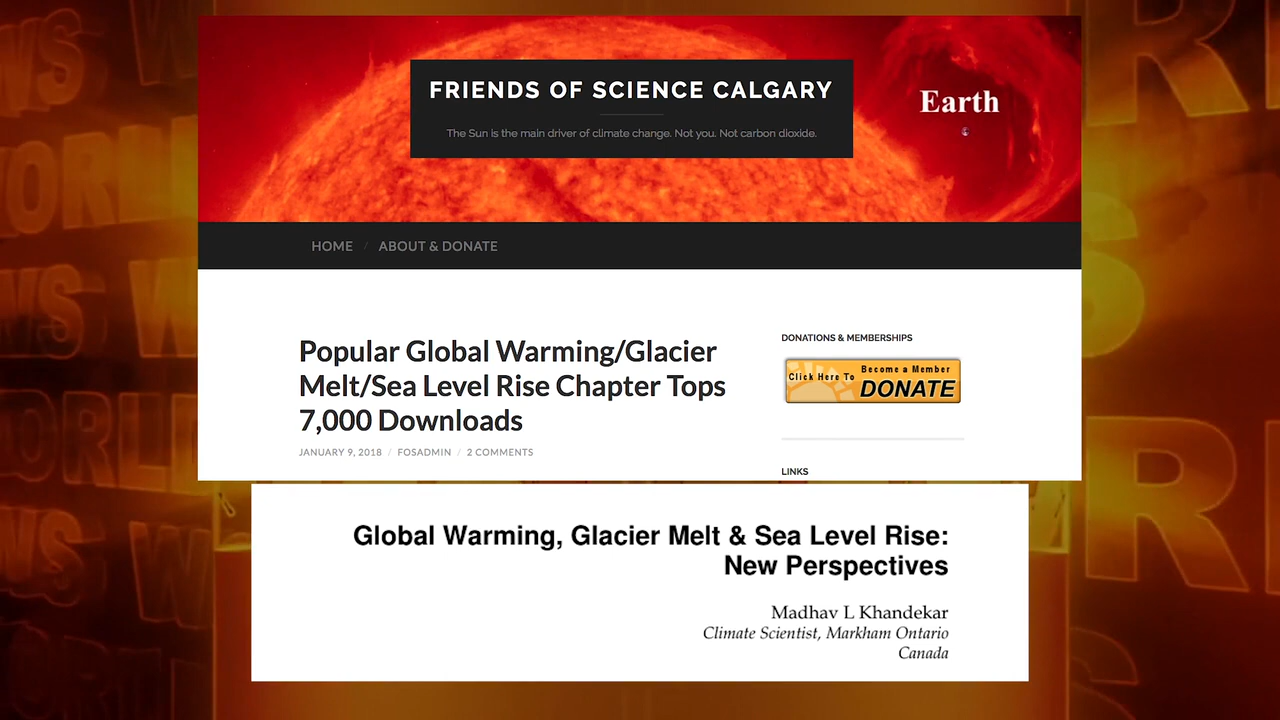 FRIENDS OF SCIENCE CALGARY
The Sun is the main driver of climate change. Not you. Not carbon dioxide.
Earth
HOME / ABOUT & DONATE
Popular Global Warming/Glacier
Melt/Sea Level Rise Chapter Tops
7,000 Downloads
JANUARY 9, 2018 / FOSADMIN / 2 COMMENTS
DONATIONS & MEMBERSHIPS
Click Here To Become a Member
DONATE
LINKS
Global Warming, Glacier Melt & Sea Level Rise:
New Perspectives
Madhav L Khandekar
Climate Scientist, Markham Ontario
Canada